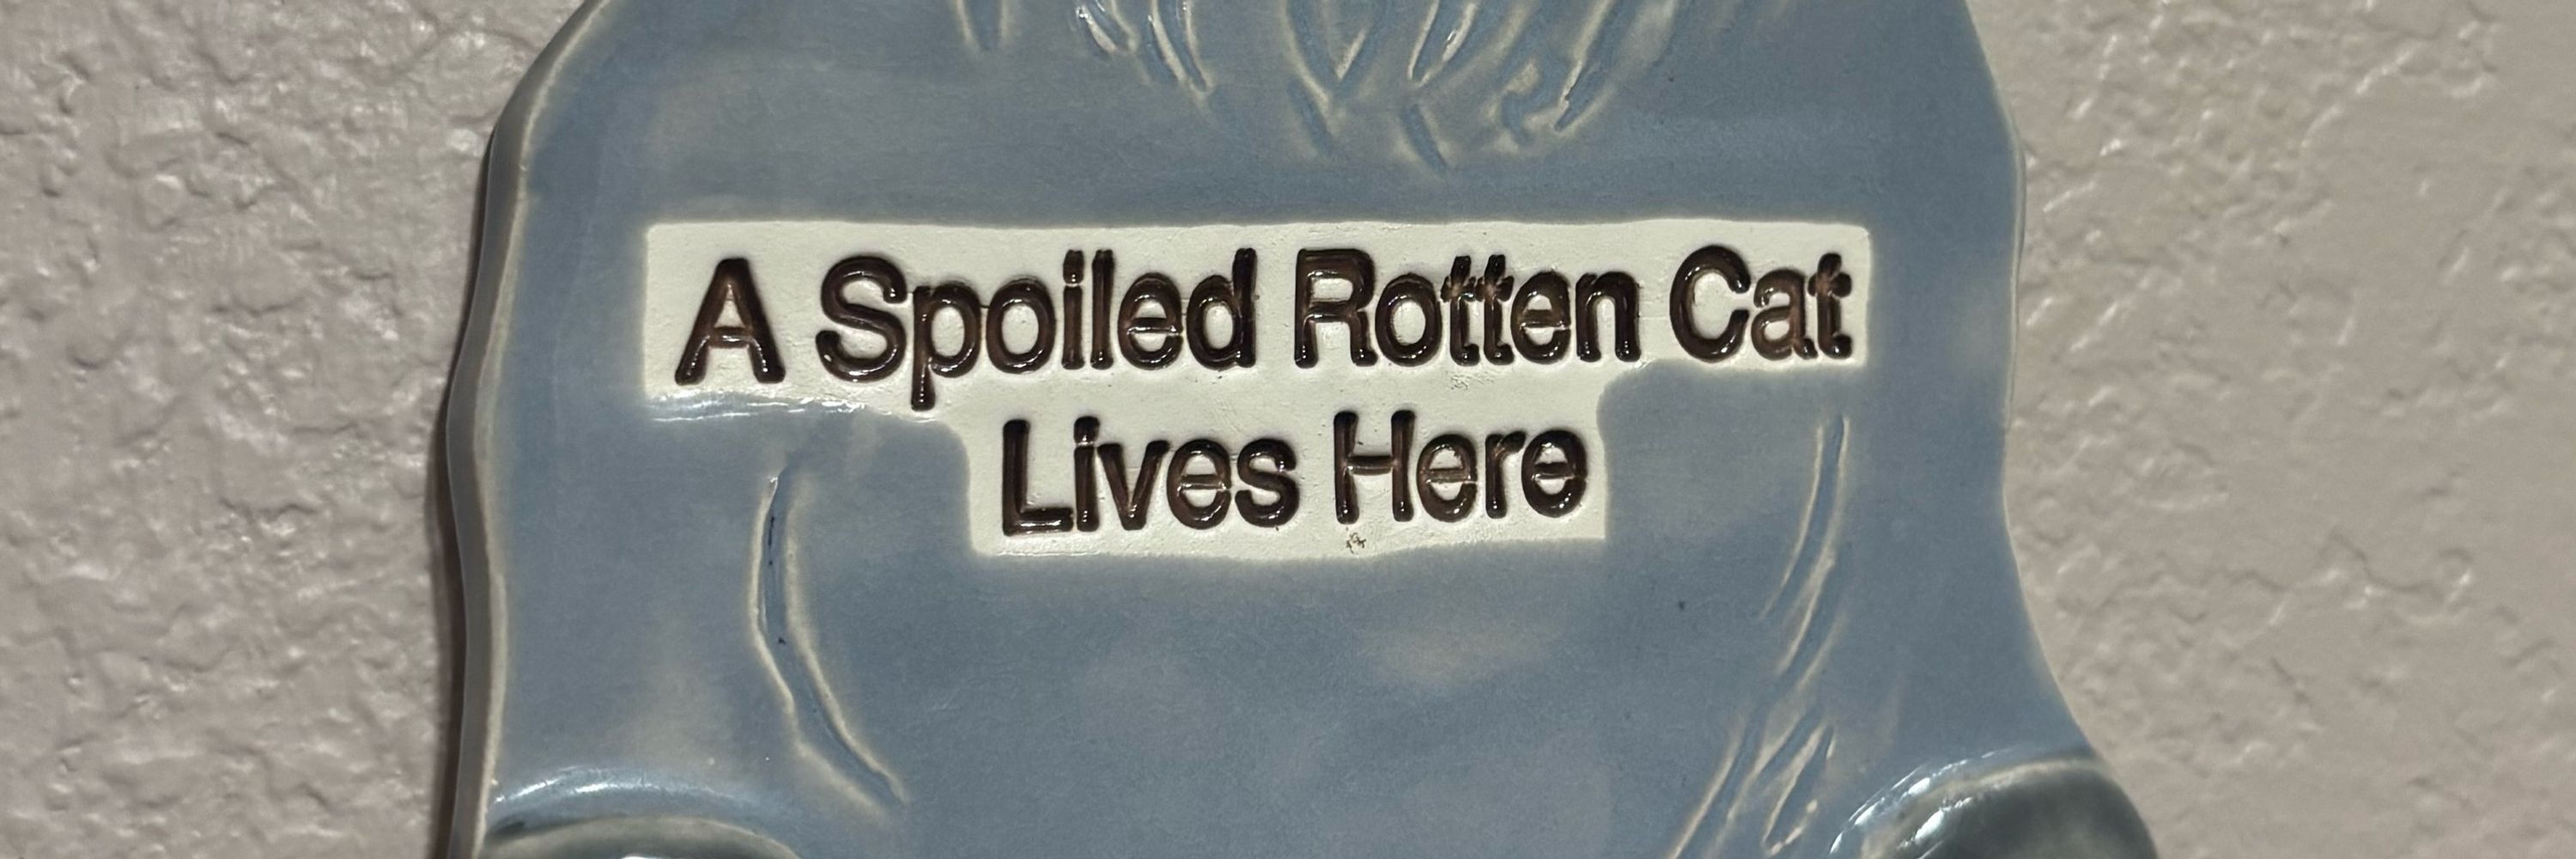 A Spoiled Rotten Cat
Lives Here